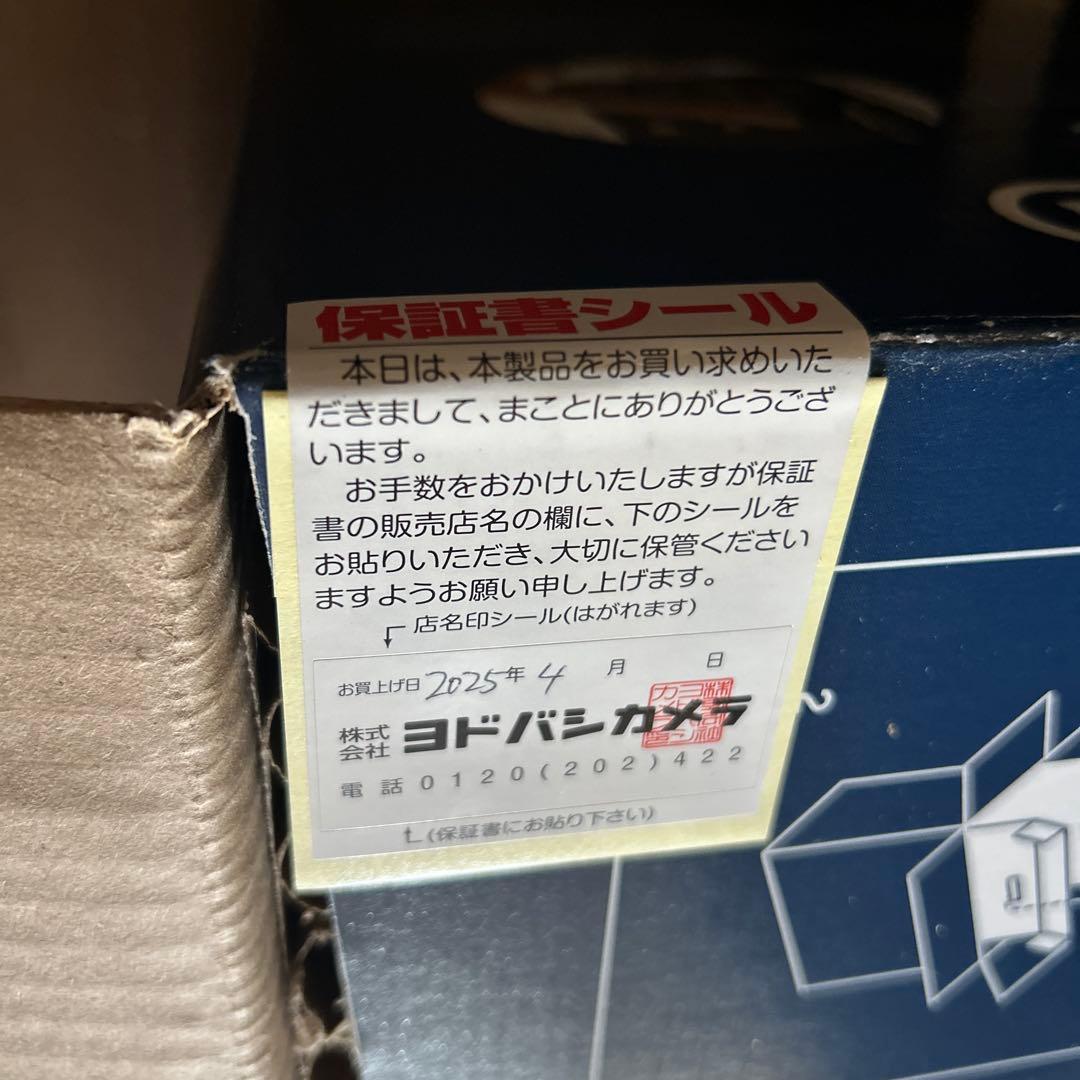 保証書シール
本日は、本製品をお買い求めいた
だきまして、まことにありがとうござ
います。
お手数をおかけいたしますが保証
書の販売店名の欄に、下のシールを
お貼りいただき、大切に保管ください
ますようお願い申し上げます。
店名印シール(はがれます)
お買上げ日 2025年 4 月 日
株式会社 ヨドバシカメラ
電話 0120(202)422
(保証書にお貼り下さい)